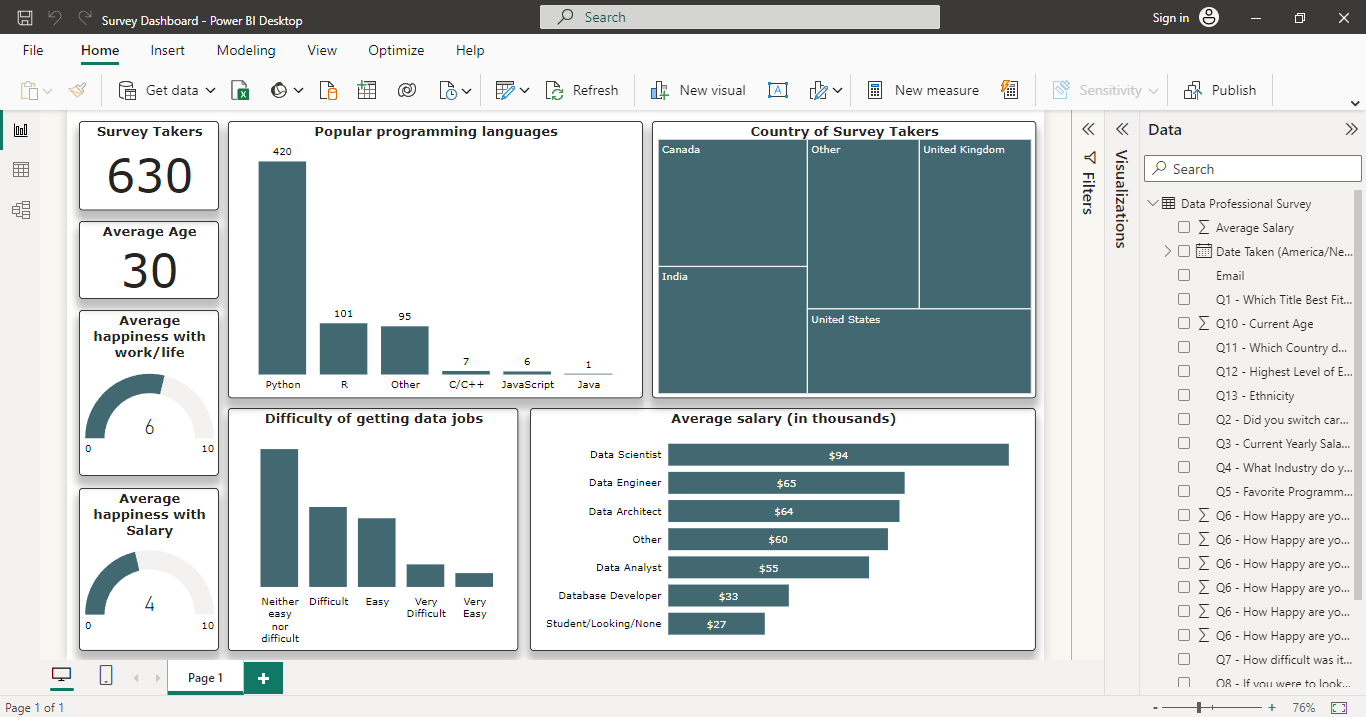 Survey Dashboard - Power BI Desktop
Search
Sign in
File
Home
Insert
Modeling
View
Optimize
Help
Get data
Refresh
New visual
New measure
Sensitivity
Publish
Survey Takers
630
Average Age
30
Average
happiness with
work/life
6
0
10
Average
happiness with
Salary
4
0
10
Popular programming languages
420
101
95
7
6
1
Python
R
Other
C/C++
JavaScript
Java
Country of Survey Takers
Canada
Other
United Kingdom
India
United States
Difficulty of getting data jobs
Neither
easy
nor
difficult
Difficult
Easy
Very
Difficult
Very
Easy
Average salary (in thousands)
Data Scientist
$94
Data Engineer
$65
Data Architect
$64
Other
$60
Data Analyst
$55
Database Developer
$33
Student/Looking/None
$27
Filters
Visualizations
Data
Search
Data Professional Survey
Average Salary
Date Taken (America/Ne...
Email
Q1 - Which Title Best Fit...
Q10 - Current Age
Q11 - Which Country d...
Q12 - Highest Level of E...
Q13 - Ethnicity
Q2 - Did you switch car...
Q3 - Current Yearly Sala...
Q4 - What Industry do y...
Q5 - Favorite Programm...
Q6 - How Happy are yo...
Q6 - How Happy are yo...
Q6 - How Happy are yo...
Q6 - How Happy are yo...
Q6 - How Happy are yo...
Q6 - How Happy are yo...
Q7 - How difficult was it...
Q8 - If you were to look...
Page 1
Page 1 of 1
76%